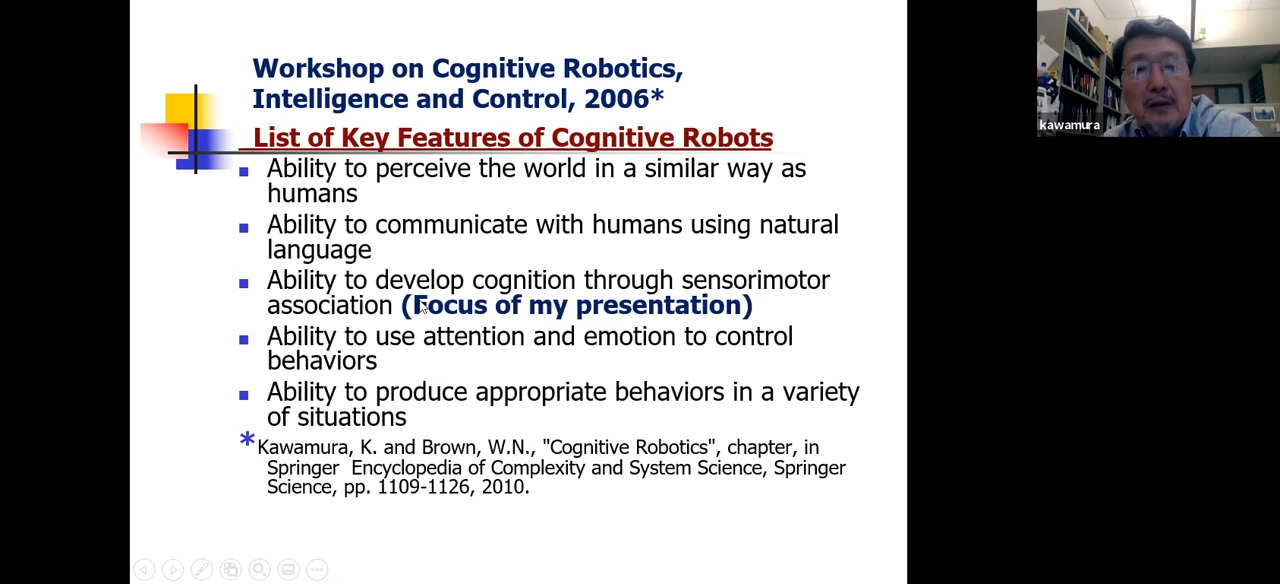 Workshop on Cognitive Robotics,
Intelligence and Control, 2006*
List of Key Features of Cognitive Robots
Ability to perceive the world in a similar way as
humans
Ability to communicate with humans using natural
language
Ability to develop cognition through sensorimotor
association (Focus of my presentation)
Ability to use attention and emotion to control
behaviors
Ability to produce appropriate behaviors in a variety
of situations
*Kawamura, K. and Brown, W.N., "Cognitive Robotics", chapter, in
Springer Encyclopedia of Complexity and System Science, Springer
Science, pp. 1109-1126, 2010.
kawamura